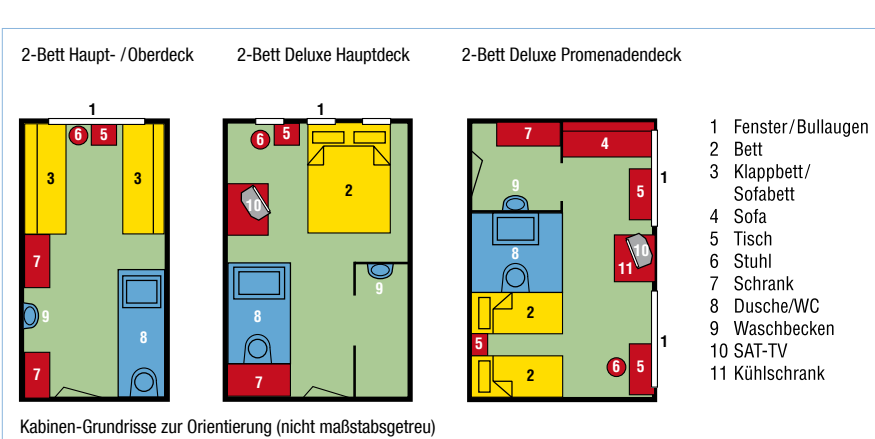 2-Bett Haupt- /Oberdeck
2-Bett Deluxe Hauptdeck
2-Bett Deluxe Promenadendeck
1
6 5
3 3
7
9
8
7
1
6 5
2
10
9
8
7
7
4
1
9
5
10
11
8
2
5
1
2
6 5
1 Fenster/Bullaugen
2 Bett
3 Klappbett/
Sofabett
4 Sofa
5 Tisch
6 Stuhl
7 Schrank
8 Dusche/WC
9 Waschbecken
10 SAT-TV
11 Kühlschrank
Kabinen-Grundrisse zur Orientierung (nicht maßstabsgetreu)